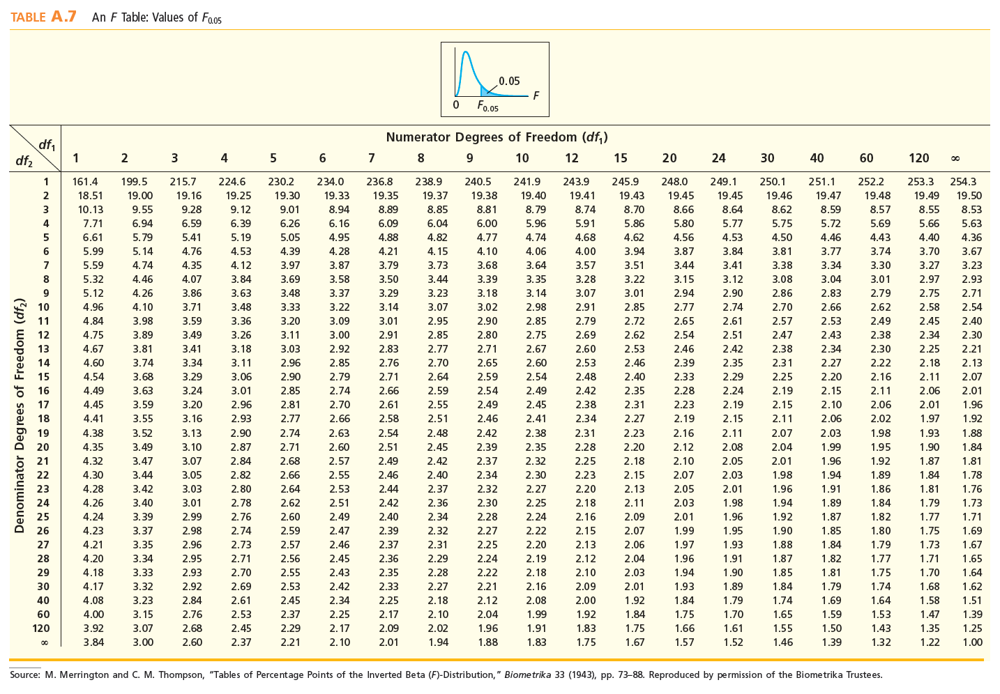 TABLE A.7 An F Table: Values of F0.05
0.05
F
0 F0.05
Numerator Degrees of Freedom (df1)
df1
df2 1 2 3 4 5 6 7 8 9 10 12 15 20 24 30 40 60 120 ∞
Denominator Degrees of Freedom (df2)
1 161.4 199.5 215.7 224.6 230.2 234.0 236.8 238.9 240.5 241.9 243.9 245.9 248.0 249.1 250.1 251.1 252.2 253.3 254.3
2 18.51 19.00 19.16 19.25 19.30 19.33 19.35 19.37 19.38 19.40 19.41 19.43 19.45 19.45 19.46 19.47 19.48 19.49 19.50
3 10.13 9.55 9.28 9.12 9.01 8.94 8.89 8.85 8.81 8.79 8.74 8.70 8.66 8.64 8.62 8.59 8.57 8.55 8.53
4 7.71 6.94 6.59 6.39 6.26 6.16 6.09 6.04 6.00 5.96 5.91 5.86 5.80 5.77 5.75 5.72 5.69 5.66 5.63
5 6.61 5.79 5.41 5.19 5.05 4.95 4.88 4.82 4.77 4.74 4.68 4.62 4.56 4.53 4.50 4.46 4.43 4.40 4.36
6 5.99 5.14 4.76 4.53 4.39 4.28 4.21 4.15 4.10 4.06 4.00 3.94 3.87 3.84 3.81 3.77 3.74 3.70 3.67
7 5.59 4.74 4.35 4.12 3.97 3.87 3.79 3.73 3.68 3.64 3.57 3.51 3.44 3.41 3.38 3.34 3.30 3.27 3.23
8 5.32 4.46 4.07 3.84 3.69 3.58 3.50 3.44 3.39 3.35 3.28 3.22 3.15 3.12 3.08 3.04 3.01 2.97 2.93
9 5.12 4.26 3.86 3.63 3.48 3.37 3.29 3.23 3.18 3.14 3.07 3.01 2.94 2.90 2.86 2.83 2.79 2.75 2.71
10 4.96 4.10 3.71 3.48 3.33 3.22 3.14 3.07 3.02 2.98 2.91 2.85 2.77 2.74 2.70 2.66 2.62 2.58 2.54
11 4.84 3.98 3.59 3.36 3.20 3.09 3.01 2.95 2.90 2.85 2.79 2.72 2.65 2.61 2.57 2.53 2.49 2.45 2.40
12 4.75 3.89 3.49 3.26 3.11 3.00 2.91 2.85 2.80 2.75 2.69 2.62 2.54 2.51 2.47 2.43 2.38 2.34 2.30
13 4.67 3.81 3.41 3.18 3.03 2.92 2.83 2.77 2.71 2.67 2.60 2.53 2.46 2.42 2.38 2.34 2.30 2.25 2.21
14 4.60 3.74 3.34 3.11 2.96 2.85 2.76 2.70 2.65 2.60 2.53 2.46 2.39 2.35 2.31 2.27 2.22 2.18 2.13
15 4.54 3.68 3.29 3.06 2.90 2.79 2.71 2.64 2.59 2.54 2.48 2.40 2.33 2.29 2.25 2.20 2.16 2.11 2.07
16 4.49 3.63 3.24 3.01 2.85 2.74 2.66 2.59 2.54 2.49 2.42 2.35 2.28 2.24 2.19 2.15 2.11 2.06 2.01
17 4.45 3.59 3.20 2.96 2.81 2.70 2.61 2.55 2.49 2.45 2.38 2.31 2.23 2.19 2.15 2.10 2.06 2.01 1.96
18 4.41 3.55 3.16 2.93 2.77 2.66 2.58 2.51 2.46 2.41 2.34 2.27 2.19 2.15 2.11 2.06 2.02 1.97 1.92
19 4.38 3.52 3.13 2.90 2.74 2.63 2.54 2.48 2.42 2.38 2.31 2.23 2.16 2.11 2.07 2.03 1.98 1.93 1.88
20 4.35 3.49 3.10 2.87 2.71 2.60 2.51 2.45 2.39 2.35 2.28 2.20 2.12 2.08 2.04 1.99 1.95 1.90 1.84
21 4.32 3.47 3.07 2.84 2.68 2.57 2.49 2.42 2.37 2.32 2.25 2.18 2.10 2.05 2.01 1.96 1.92 1.87 1.81
22 4.30 3.44 3.05 2.82 2.66 2.55 2.46 2.40 2.34 2.30 2.23 2.15 2.07 2.03 1.98 1.94 1.89 1.84 1.78
23 4.28 3.42 3.03 2.80 2.64 2.53 2.44 2.37 2.32 2.27 2.20 2.13 2.05 2.01 1.96 1.91 1.86 1.81 1.76
24 4.26 3.40 3.01 2.78 2.62 2.51 2.42 2.36 2.30 2.25 2.18 2.11 2.03 1.98 1.94 1.89 1.84 1.79 1.73
25 4.24 3.39 2.99 2.76 2.60 2.49 2.40 2.34 2.28 2.24 2.16 2.09 2.01 1.96 1.92 1.87 1.82 1.77 1.71
26 4.23 3.37 2.98 2.74 2.59 2.47 2.39 2.32 2.27 2.22 2.15 2.07 1.99 1.95 1.90 1.85 1.80 1.75 1.69
27 4.21 3.35 2.96 2.73 2.57 2.46 2.37 2.31 2.25 2.20 2.13 2.06 1.97 1.93 1.88 1.84 1.79 1.73 1.67
28 4.20 3.34 2.95 2.71 2.56 2.45 2.36 2.29 2.24 2.19 2.12 2.04 1.96 1.91 1.87 1.82 1.77 1.71 1.65
29 4.18 3.33 2.93 2.70 2.55 2.43 2.35 2.28 2.22 2.18 2.10 2.03 1.94 1.90 1.85 1.81 1.75 1.70 1.64
30 4.17 3.32 2.92 2.69 2.53 2.42 2.33 2.27 2.21 2.16 2.09 2.01 1.93 1.89 1.84 1.79 1.74 1.68 1.62
40 4.08 3.23 2.84 2.61 2.45 2.34 2.25 2.18 2.12 2.08 2.00 1.92 1.84 1.79 1.74 1.69 1.64 1.58 1.51
60 4.00 3.15 2.76 2.53 2.37 2.25 2.17 2.10 2.04 1.99 1.92 1.84 1.75 1.70 1.65 1.59 1.53 1.47 1.39
120 3.92 3.07 2.68 2.45 2.29 2.17 2.09 2.02 1.96 1.91 1.83 1.75 1.66 1.61 1.55 1.50 1.43 1.35 1.25
∞ 3.84 3.00 2.60 2.37 2.21 2.10 2.01 1.94 1.88 1.83 1.75 1.67 1.57 1.52 1.46 1.39 1.32 1.22 1.00
Source: M. Merrington and C. M. Thompson, “Tables of Percentage Points of the Inverted Beta (F)-Distribution,” Biometrika 33 (1943), pp. 73–88. Reproduced by permission of the Biometrika Trustees.